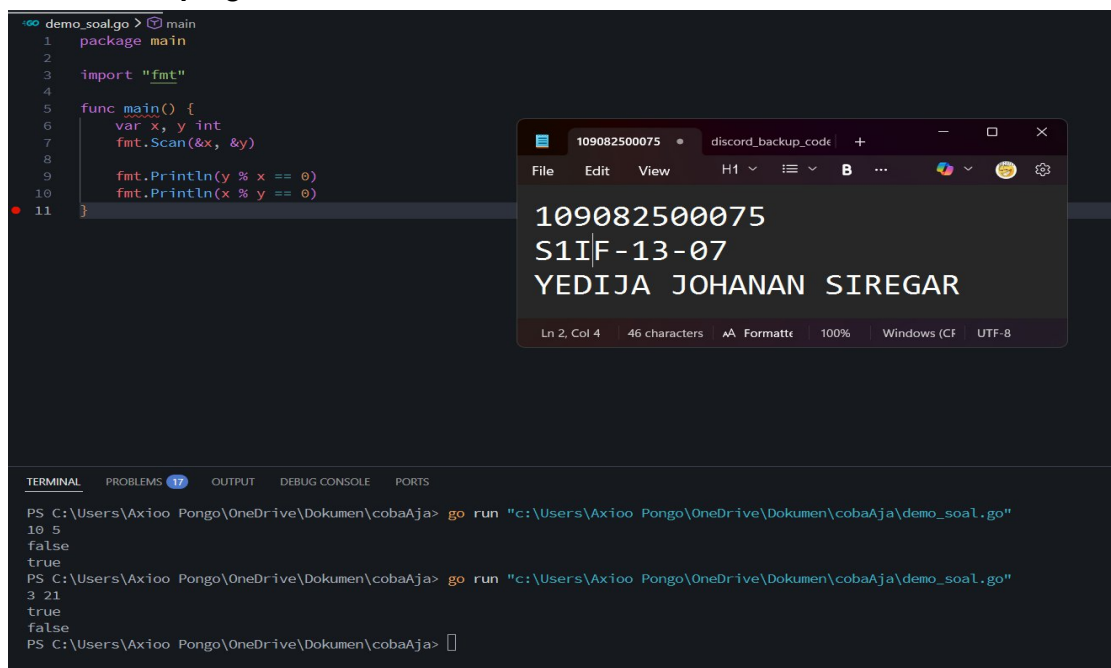 demo_soal.go > main
1 package main
2
3 import "fmt"
4
5 func main() {
6 var x, y int
7 fmt.Scan(&x, &y)
8
9 fmt.Println(y % x == 0)
10 fmt.Println(x % y == 0)
11 }
109082500075 discord_backup_code +
File Edit View H1 B ...
109082500075
S1IF-13-07
YEDIJA JOHANAN SIREGAR
Ln 2, Col 4 46 characters Formatte 100% Windows (CF UTF-8
TERMINAL PROBLEMS 17 OUTPUT DEBUG CONSOLE PORTS
PS C:\Users\Axioo Pongo\OneDrive\Dokumen\cobaAja> go run "c:\Users\Axioo Pongo\OneDrive\Dokumen\cobaAja\demo_soal.go"
10 5
false
true
PS C:\Users\Axioo Pongo\OneDrive\Dokumen\cobaAja> go run "c:\Users\Axioo Pongo\OneDrive\Dokumen\cobaAja\demo_soal.go"
3 21
true
false
PS C:\Users\Axioo Pongo\OneDrive\Dokumen\cobaAja>